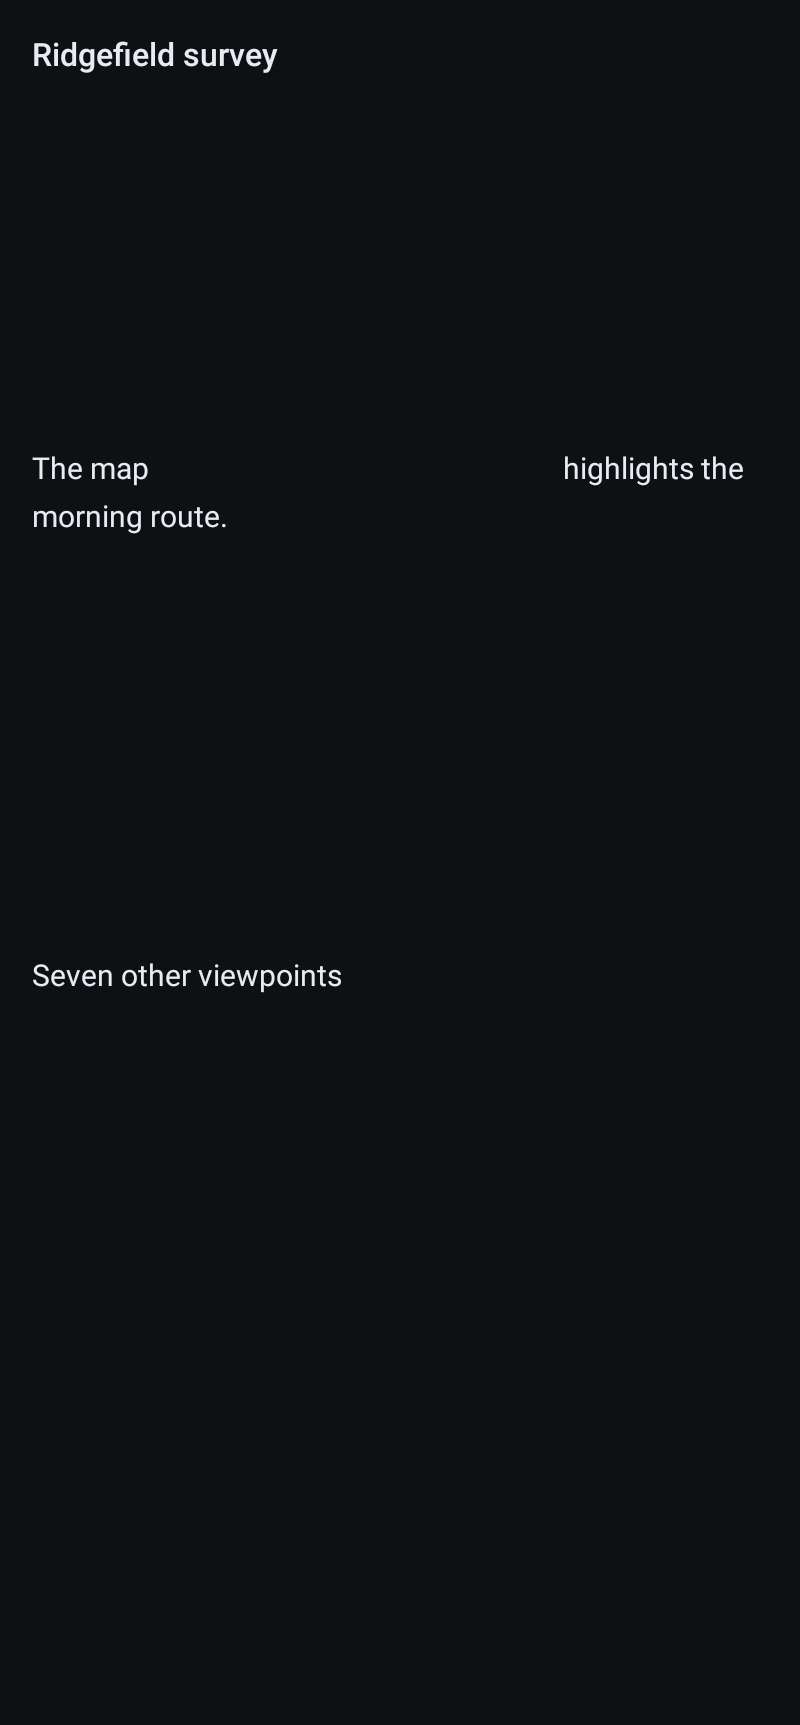 Ridgefield survey
The map highlights the
morning route.
Seven other viewpoints